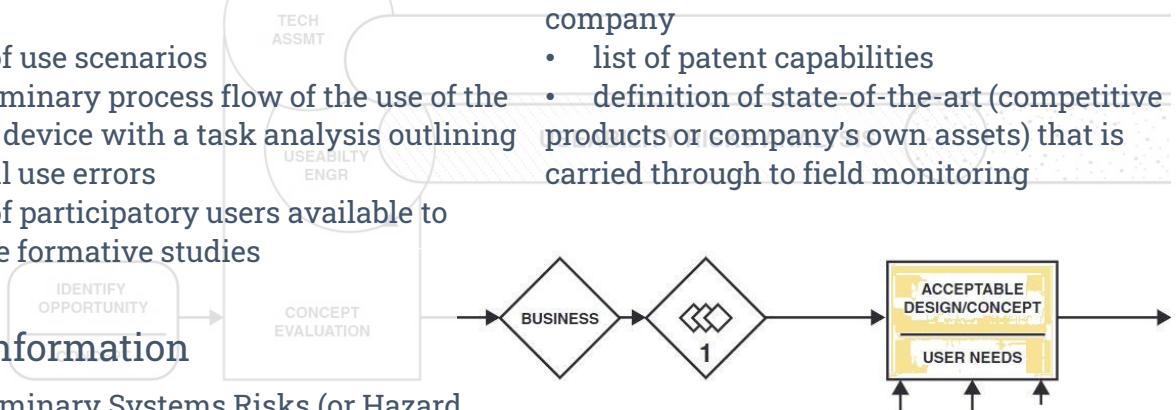 company
of use scenarios
minary process flow of the use of the
device with a task analysis outlining
l use errors
of participatory users available to
e formative studies
• list of patent capabilities
• definition of state-of-the-art (competitive
products or company's own assets) that is
carried through to field monitoring
TECH
ASSMT
USEABILTY
ENGR
IDENTIFY
OPPORTUNITY
CONCEPT
EVALUATION
BUSINESS
1
ACCEPTABLE
DESIGN/CONCEPT
USER NEEDS
nformation
minary Systems Risks (or Hazard